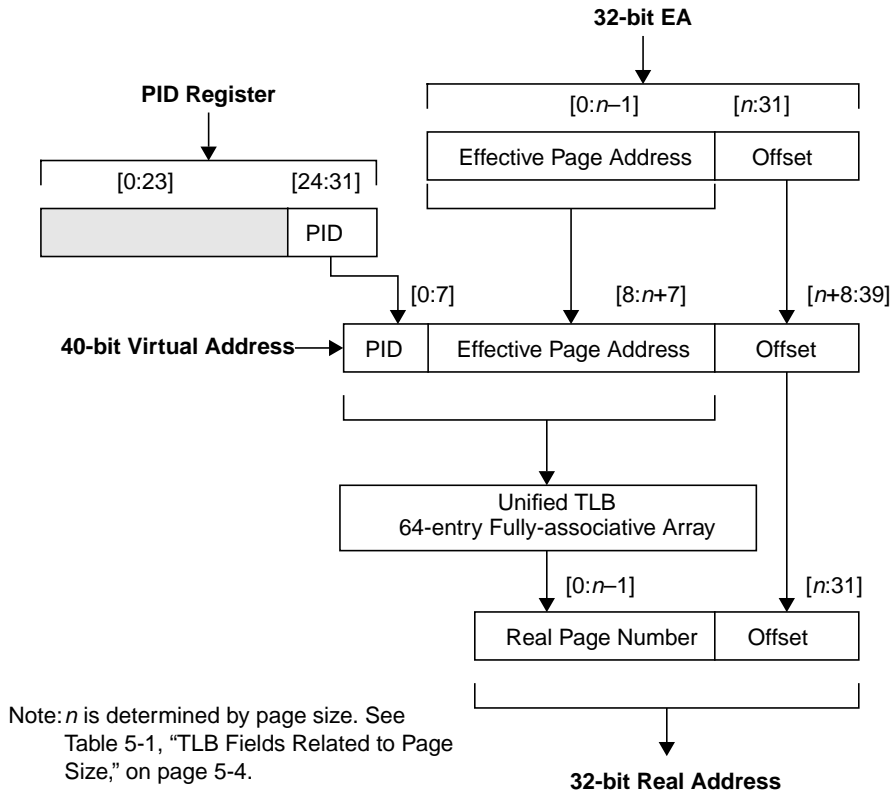 32-bit EA
PID Register
[0:n–1] [n:31]
Effective Page Address Offset
[0:23] [24:31]
PID
[0:7] [8:n+7] [n+8:39]
40-bit Virtual Address PID Effective Page Address Offset
Unified TLB
64-entry Fully-associative Array
[0:n–1] [n:31]
Real Page Number Offset
Note: n is determined by page size. See
Table 5-1, “TLB Fields Related to Page
Size,” on page 5-4.
32-bit Real Address